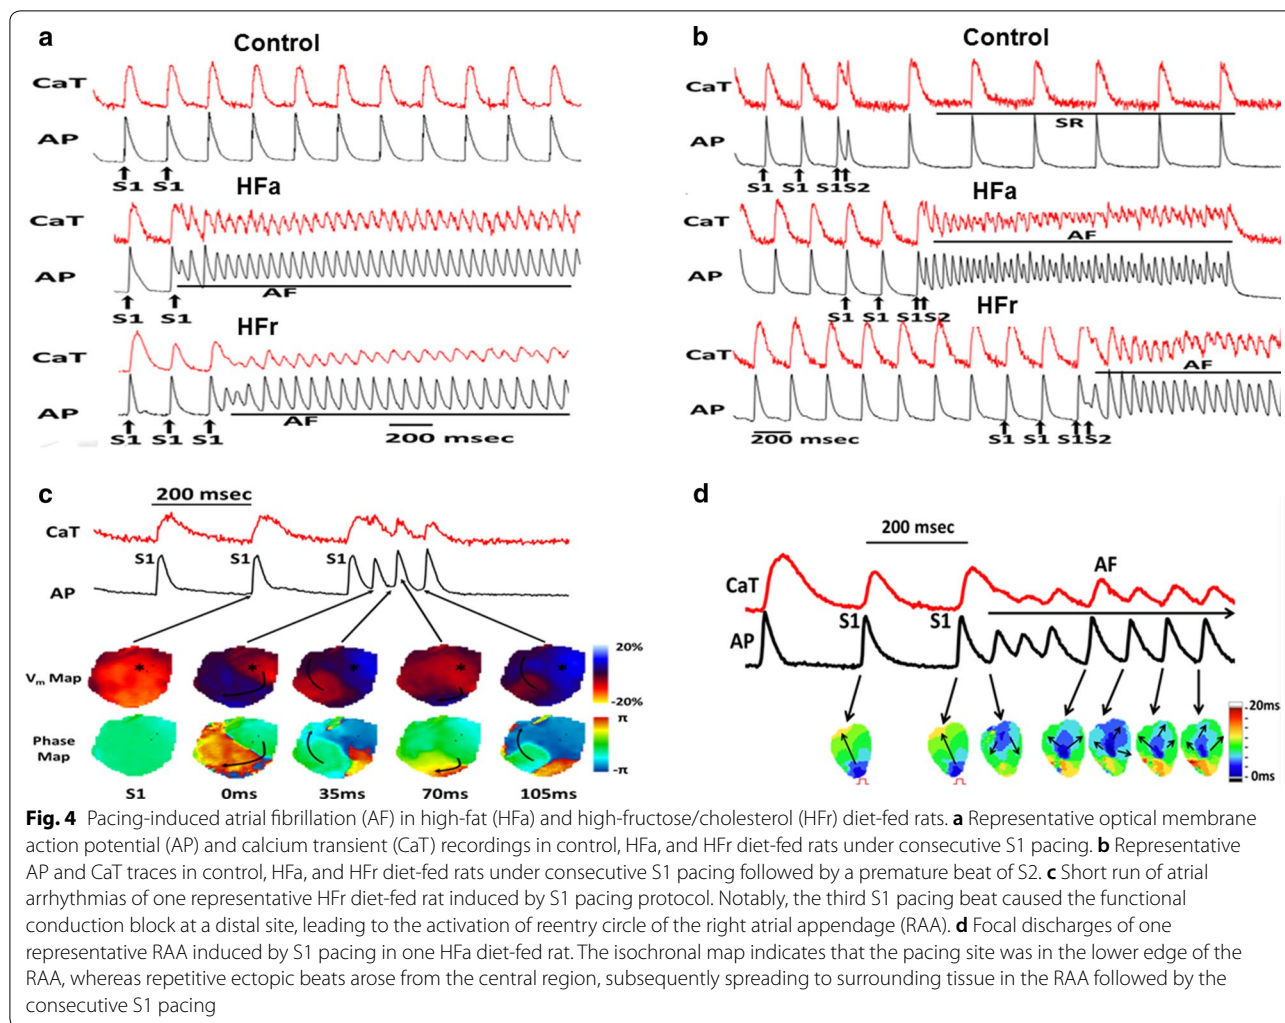 a
Control
CaT
AP
S1 S1
HFa
CaT
AP
AF
S1 S1
HFr
CaT
AP
AF
S1 S1 S1
200 msec
b
Control
CaT
SR
AP
S1 S1 S1 S2
HFa
CaT
AF
AP
S1 S1 S1 S2
HFr
CaT
AF
AP
200 msec
S1 S1 S1 S2
c
200 msec
CaT
S1 S1 S1
AP
20%
* * * * *
Vm Map
-20%
π
Phase
Map
-π
S1 0ms 35ms 70ms 105ms
d
200 msec
AF
CaT
S1 S1
AP
20ms
0ms
Fig. 4 Pacing-induced atrial fibrillation (AF) in high-fat (HFa) and high-fructose/cholesterol (HFr) diet-fed rats. a Representative optical membrane
action potential (AP) and calcium transient (CaT) recordings in control, HFa, and HFr diet-fed rats under consecutive S1 pacing. b Representative
AP and CaT traces in control, HFa, and HFr diet-fed rats under consecutive S1 pacing followed by a premature beat of S2. c Short run of atrial
arrhythmias of one representative HFr diet-fed rat induced by S1 pacing protocol. Notably, the third S1 pacing beat caused the functional
conduction block at a distal site, leading to the activation of reentry circle of the right atrial appendage (RAA). d Focal discharges of one
representative RAA induced by S1 pacing in one HFa diet-fed rat. The isochronal map indicates that the pacing site was in the lower edge of the
RAA, whereas repetitive ectopic beats arose from the central region, subsequently spreading to surrounding tissue in the RAA followed by the
consecutive S1 pacing